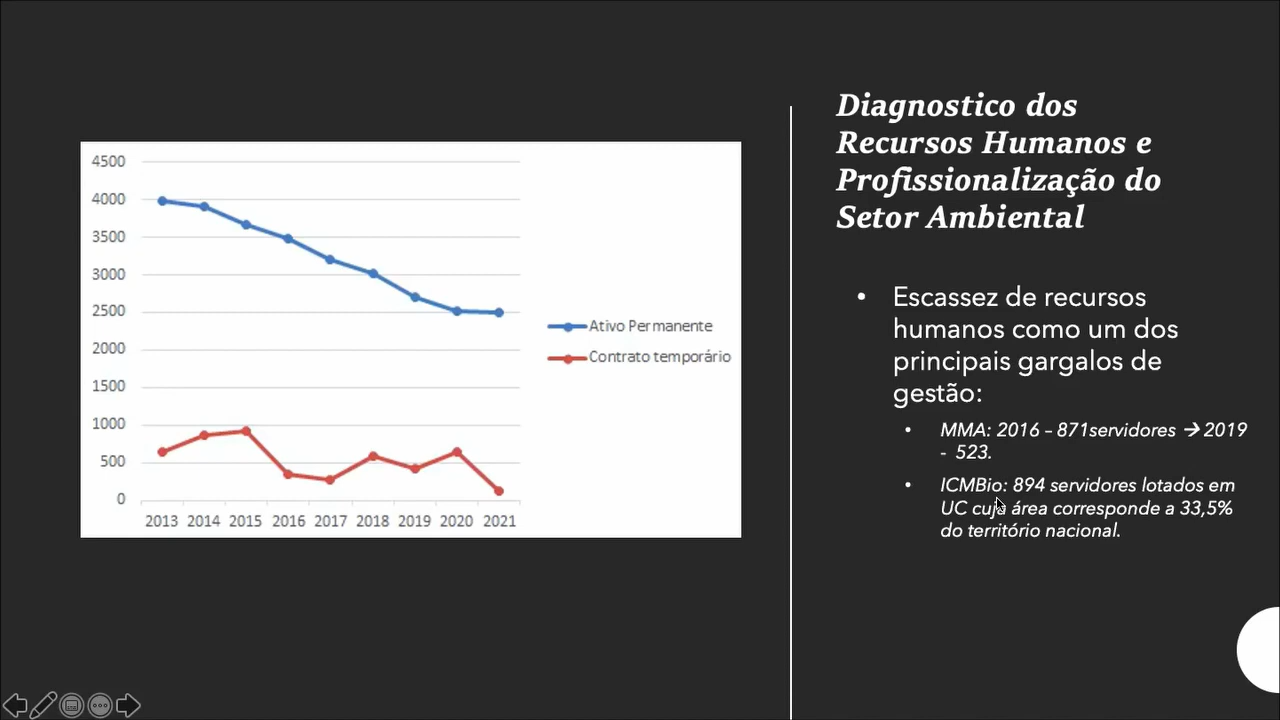 Diagnostico dos
Recursos Humanos e
Profissionalização do
Setor Ambiental
4500
4000
3500
3000
2500
2000
1500
1000
500
0
2013 2014 2015 2016 2017 2018 2019 2020 2021
Ativo Permanente
Contrato temporário
• Escassez de recursos
humanos como um dos
principais gargalos de
gestão:
• MMA: 2016 – 871servidores → 2019
- 523.
• ICMBio: 894 servidores lotados em
UC cuja área corresponde a 33,5%
do território nacional.